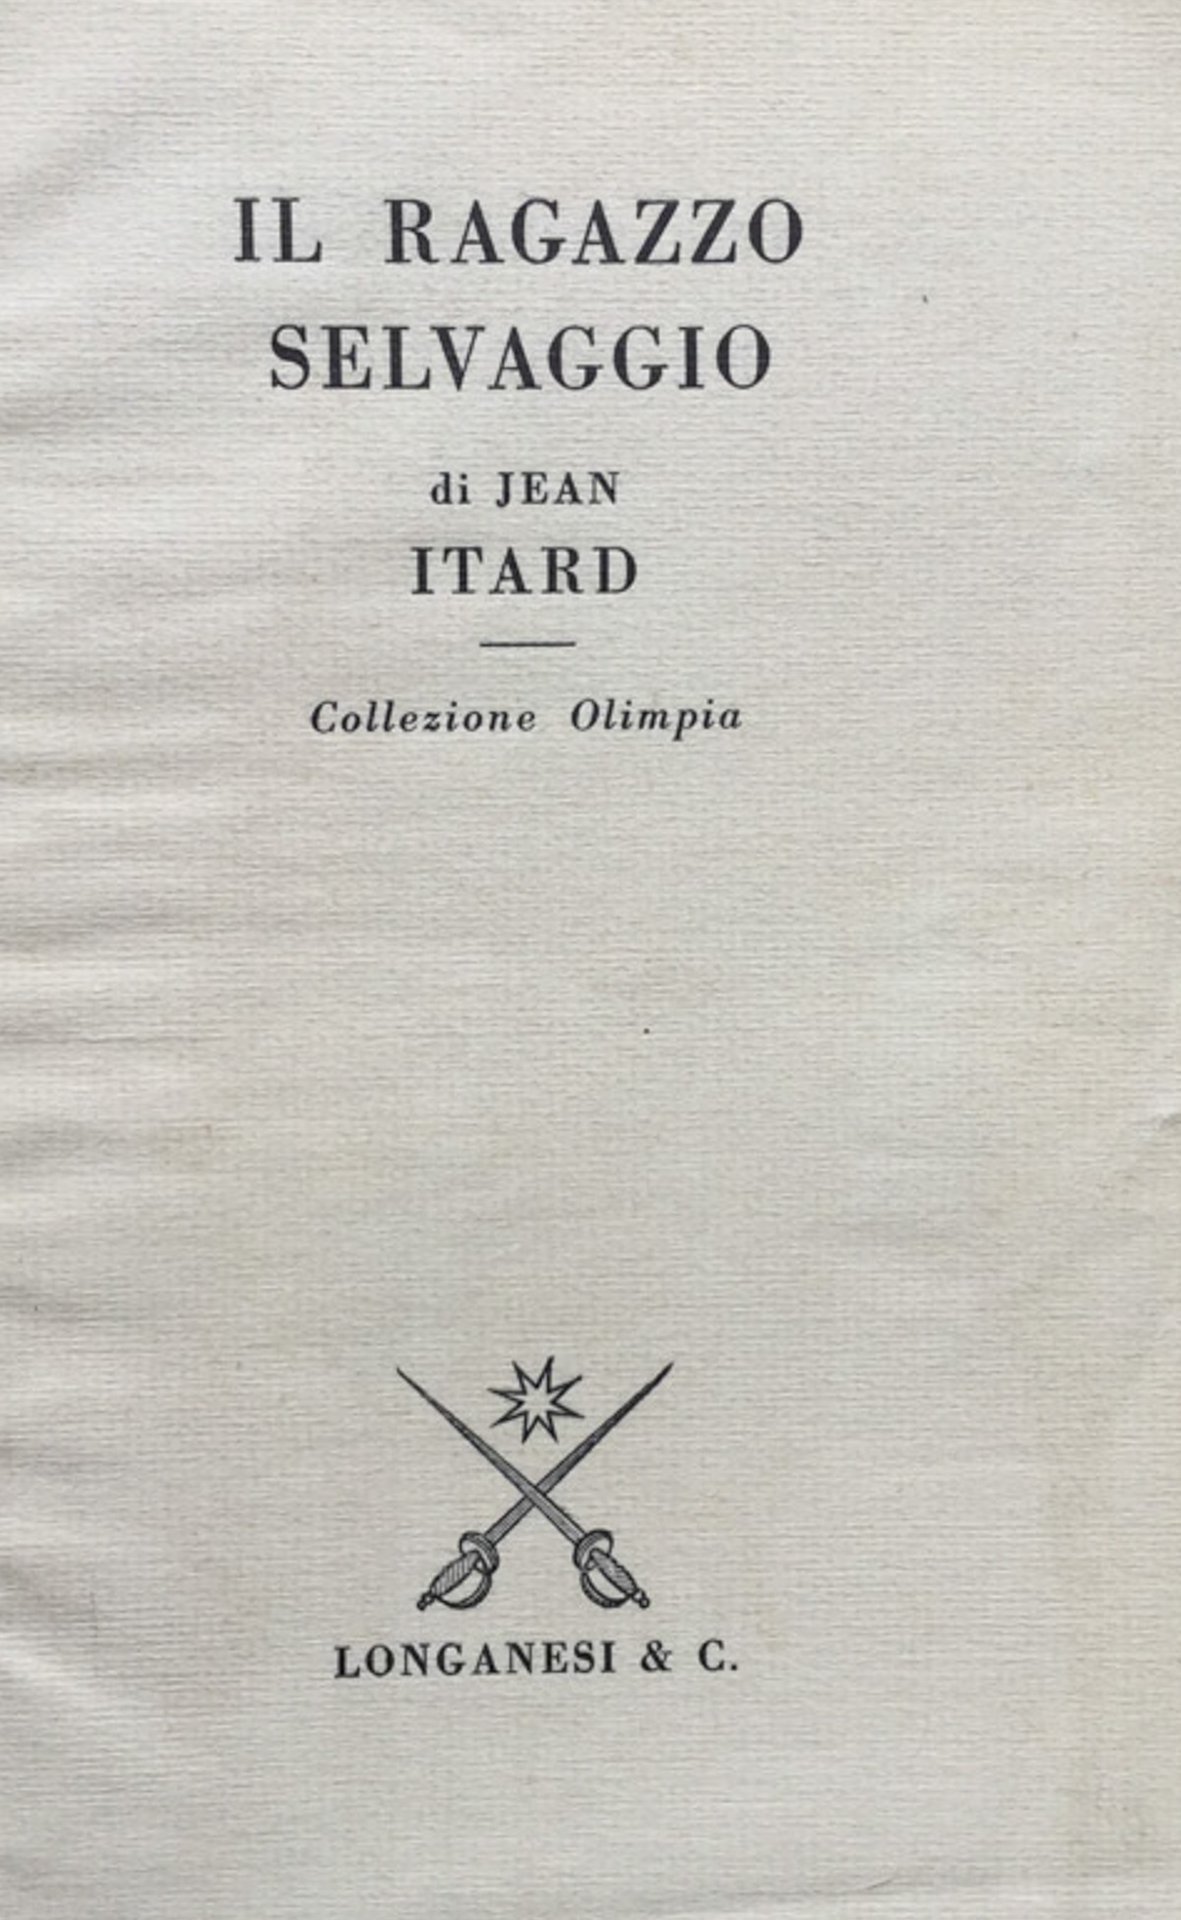 IL RAGAZZO
SELVAGGIO
di JEAN
ITARD
Collezione Olimpia
LONGANESI & C.